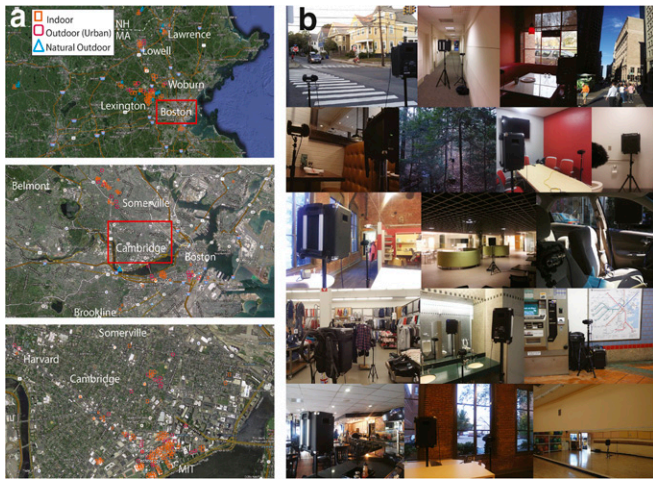 a
Indoor
Outdoor (Urban)
Natural Outdoor
NH
MA
Lawrence
Lowell
Woburn
Lexington
Boston
Belmont
Somerville
Cambridge
Boston
Brookline
Somerville
Harvard
Cambridge
MIT
b